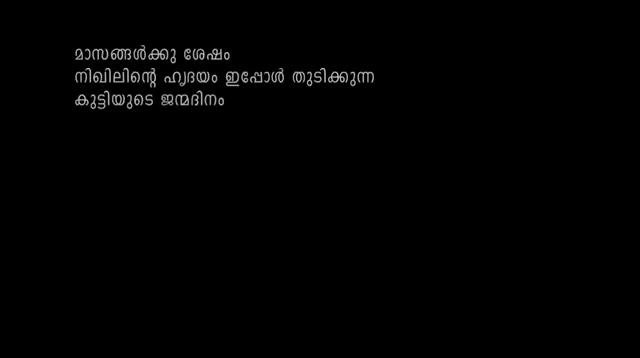 മാസങ്ങൾക്കു ശേഷം
നിഖിലിന്റെ ഹൃദയം ഇപ്പോൾ തുടിക്കുന്ന
കുട്ടിയുടെ ജന്മദിനം